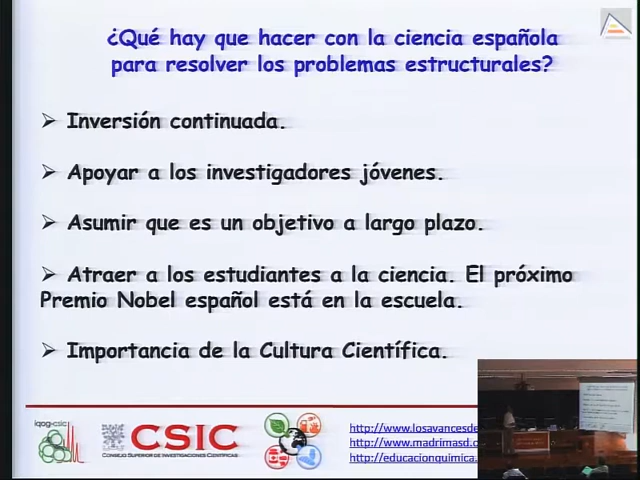 ¿Qué hay que hacer con la ciencia española
para resolver los problemas estructurales?
➢ Inversión continuada.
➢ Apoyar a los investigadores jóvenes.
➢ Asumir que es un objetivo a largo plazo.
➢ Atraer a los estudiantes a la ciencia. El próximo
Premio Nobel español está en la escuela.
➢ Importancia de la Cultura Científica.
iqog-csic
CSIC
CONSEJO SUPERIOR DE INVESTIGACIONES CIENTÍFICAS
http://www.losavancesde
http://www.madrimasd.o
http://educacionquimica.